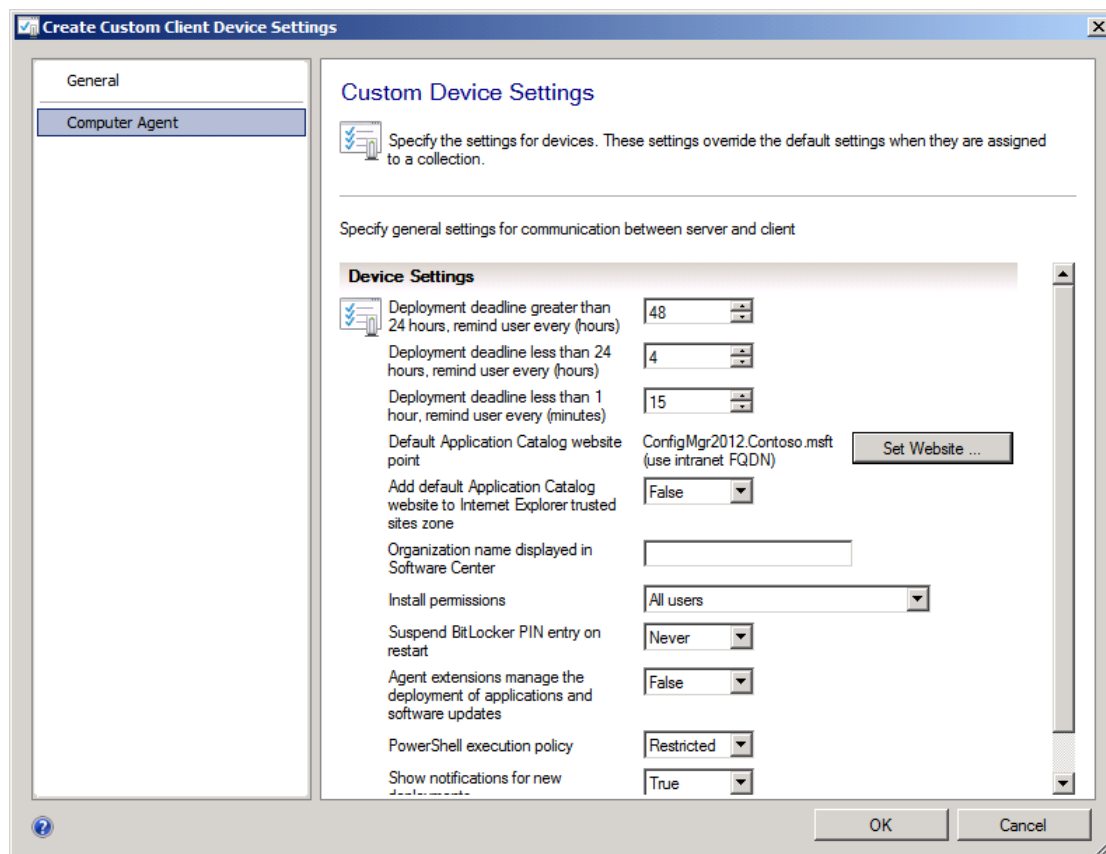 Create Custom Client Device Settings
General
Computer Agent
Custom Device Settings
Specify the settings for devices. These settings override the default settings when they are assigned
to a collection.
Specify general settings for communication between server and client
Device Settings
Deployment deadline greater than
24 hours, remind user every (hours)
48
Deployment deadline less than 24
hours, remind user every (hours)
4
Deployment deadline less than 1
hour, remind user every (minutes)
15
Default Application Catalog website
point
ConfigMgr2012.Contoso.msft
(use intranet FQDN)
Set Website ...
Add default Application Catalog
website to Internet Explorer trusted
sites zone
False
Organization name displayed in
Software Center
Install permissions
All users
Suspend BitLocker PIN entry on
restart
Never
Agent extensions manage the
deployment of applications and
software updates
False
PowerShell execution policy
Restricted
Show notifications for new
deployments
True
OK
Cancel